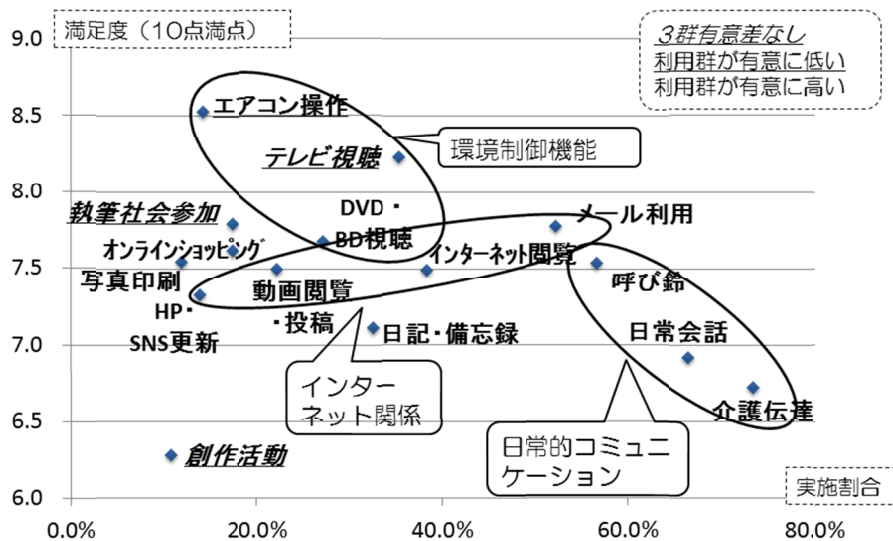 9.0
満足度（10点満点）
３群有意差なし
利用群が有意に低い
利用群が有意に高い
8.5
エアコン操作
環境制御機能
テレビ視聴
8.0
執筆社会参加
DVD・
BD視聴
メール利用
オンラインショッピング
インターネット閲覧
7.5
写真印刷
動画閲覧
・投稿
呼び鈴
HP・
SNS更新
日記・備忘録
日常会話
7.0
インター
ネット関係
介護伝達
6.5
創作活動
日常的コミュニ
ケーション
実施割合
6.0
0.0%
20.0%
40.0%
60.0%
80.0%